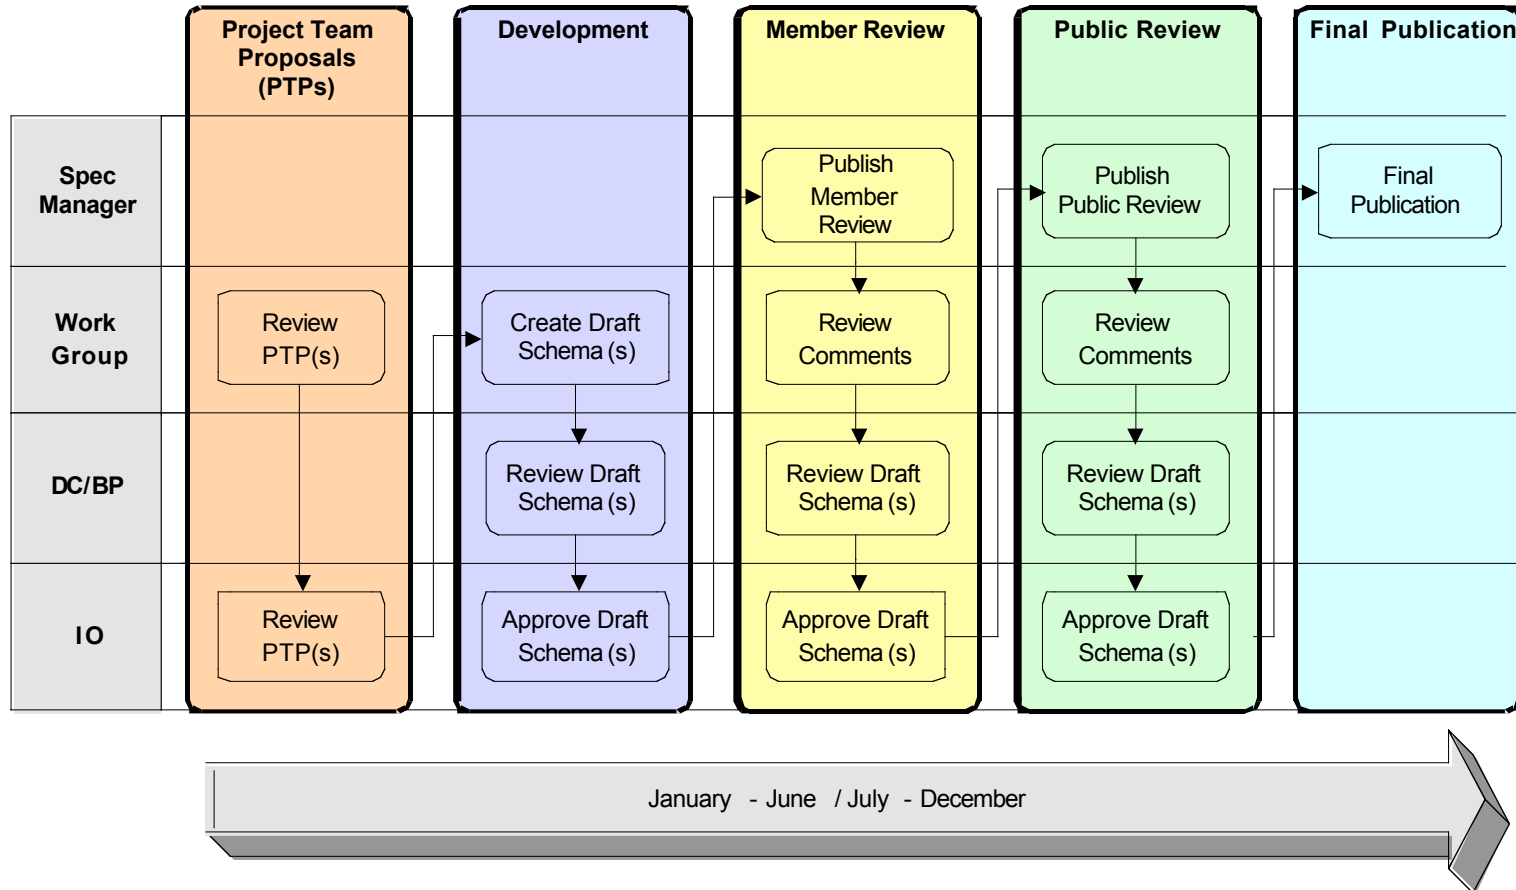 Project Team
Proposals
(PTPs)
Development
Member Review
Public Review
Final Publication
Spec
Manager
Publish
Member
Review
Publish
Public Review
Final
Publication
Work
Group
Review
PTP(s)
Create Draft
Schema (s)
Review
Comments
Review
Comments
DC/BP
Review Draft
Schema (s)
Review Draft
Schema (s)
Review Draft
Schema (s)
IO
Review
PTP(s)
Approve Draft
Schema (s)
Approve Draft
Schema (s)
Approve Draft
Schema (s)
January - June / July - December